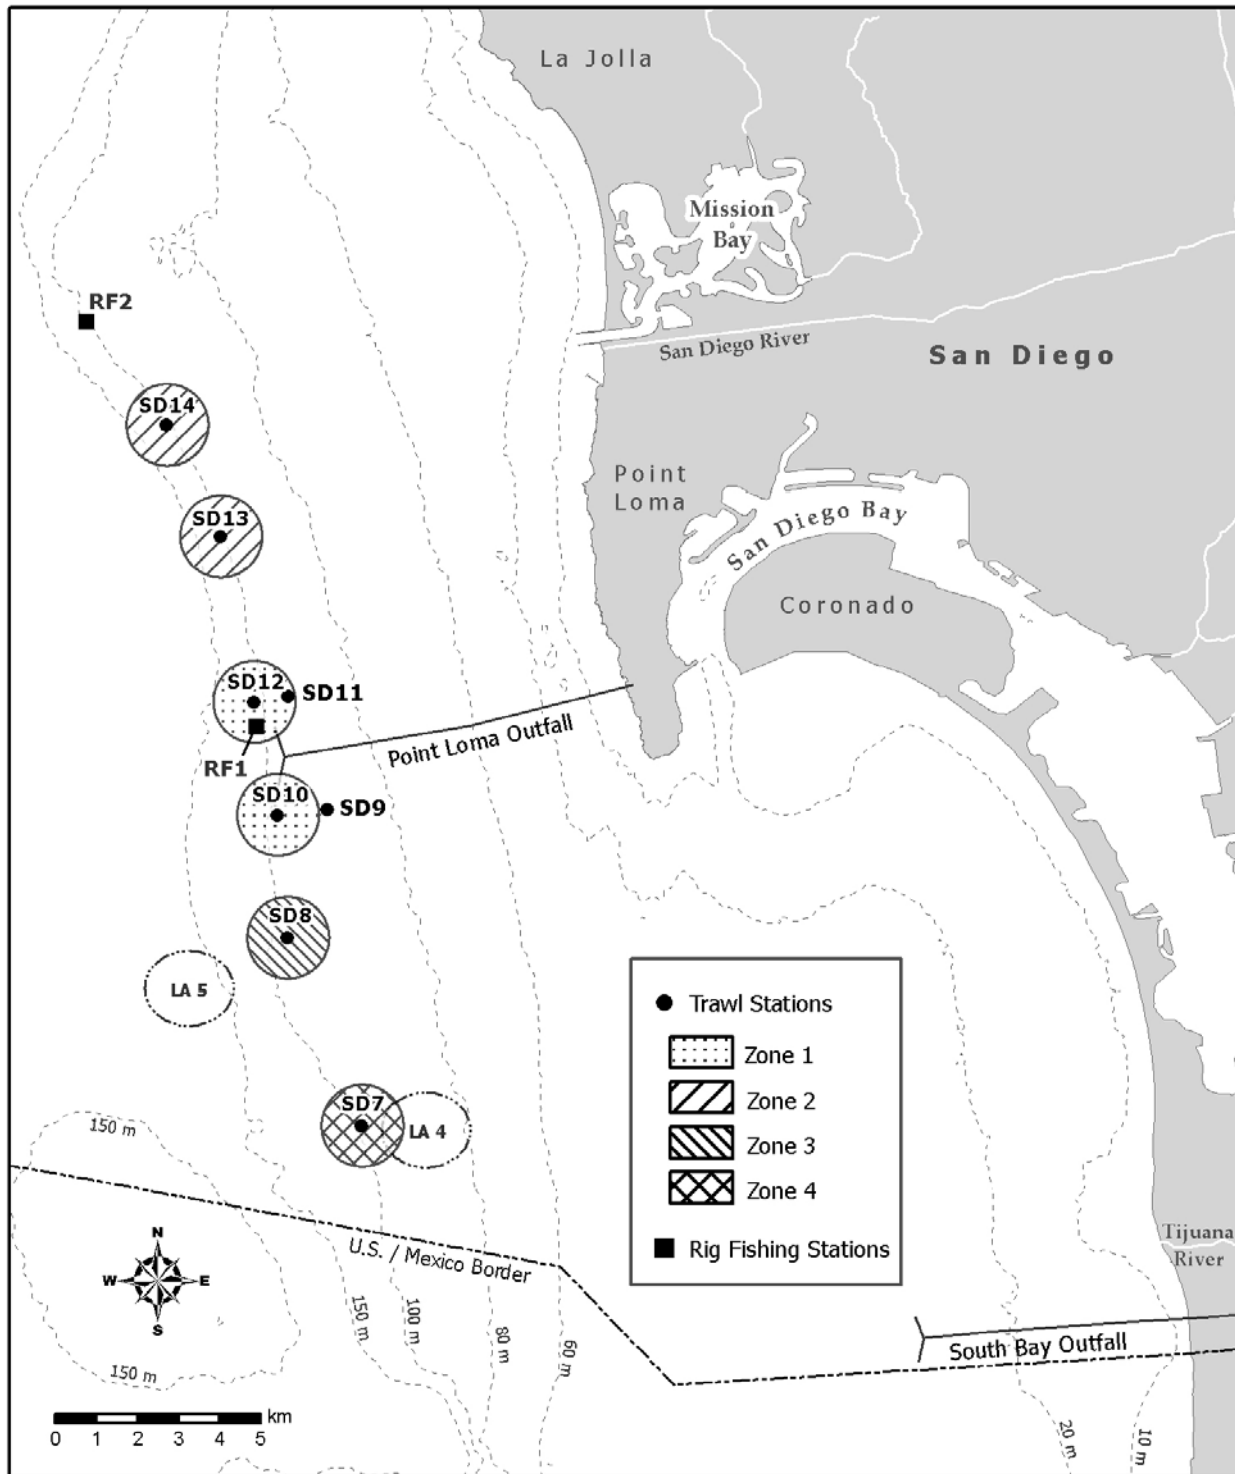 La Jolla
Mission
Bay
RF2
San Diego River
San Diego
SD14
Point
Loma
SD13
San Diego Bay
Coronado
SD12
SD11
RF1
Point Loma Outfall
SD10
SD9
SD8
LA 5
Trawl Stations
Zone 1
Zone 2
Zone 3
Zone 4
Rig Fishing Stations
SD7
LA 4
150 m
U.S. / Mexico Border
Tijuana
River
N
W E
S
150 m
100 m
80 m
60 m
South Bay Outfall
150 m
20 m
10 m
km
0 1 2 3 4 5